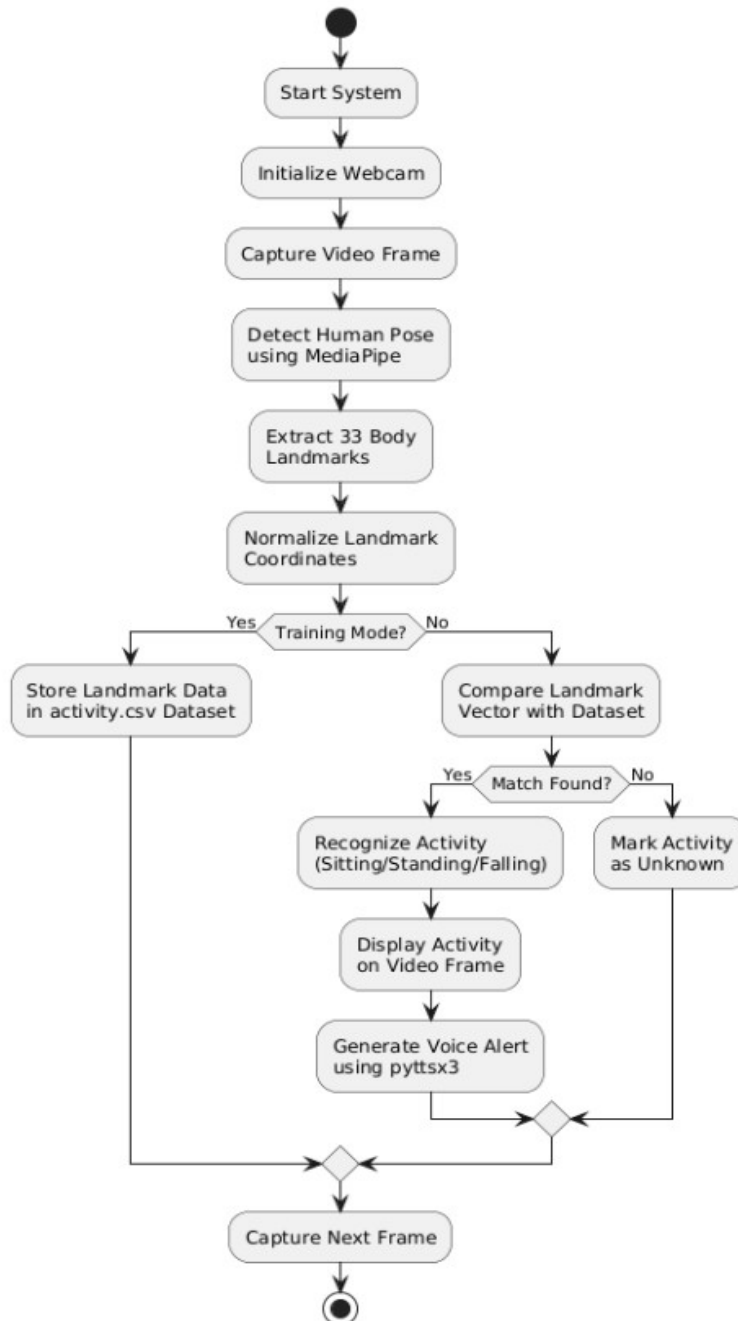 Start System
Initialize Webcam
Capture Video Frame
Detect Human Pose
using MediaPipe
Extract 33 Body
Landmarks
Normalize Landmark
Coordinates
Yes
Training Mode?
No
Store Landmark Data
in activity.csv Dataset
Compare Landmark
Vector with Dataset
Yes
Match Found?
No
Recognize Activity
(Sitting/Standing/Falling)
Mark Activity
as Unknown
Display Activity
on Video Frame
Generate Voice Alert
using pyttsx3
Capture Next Frame